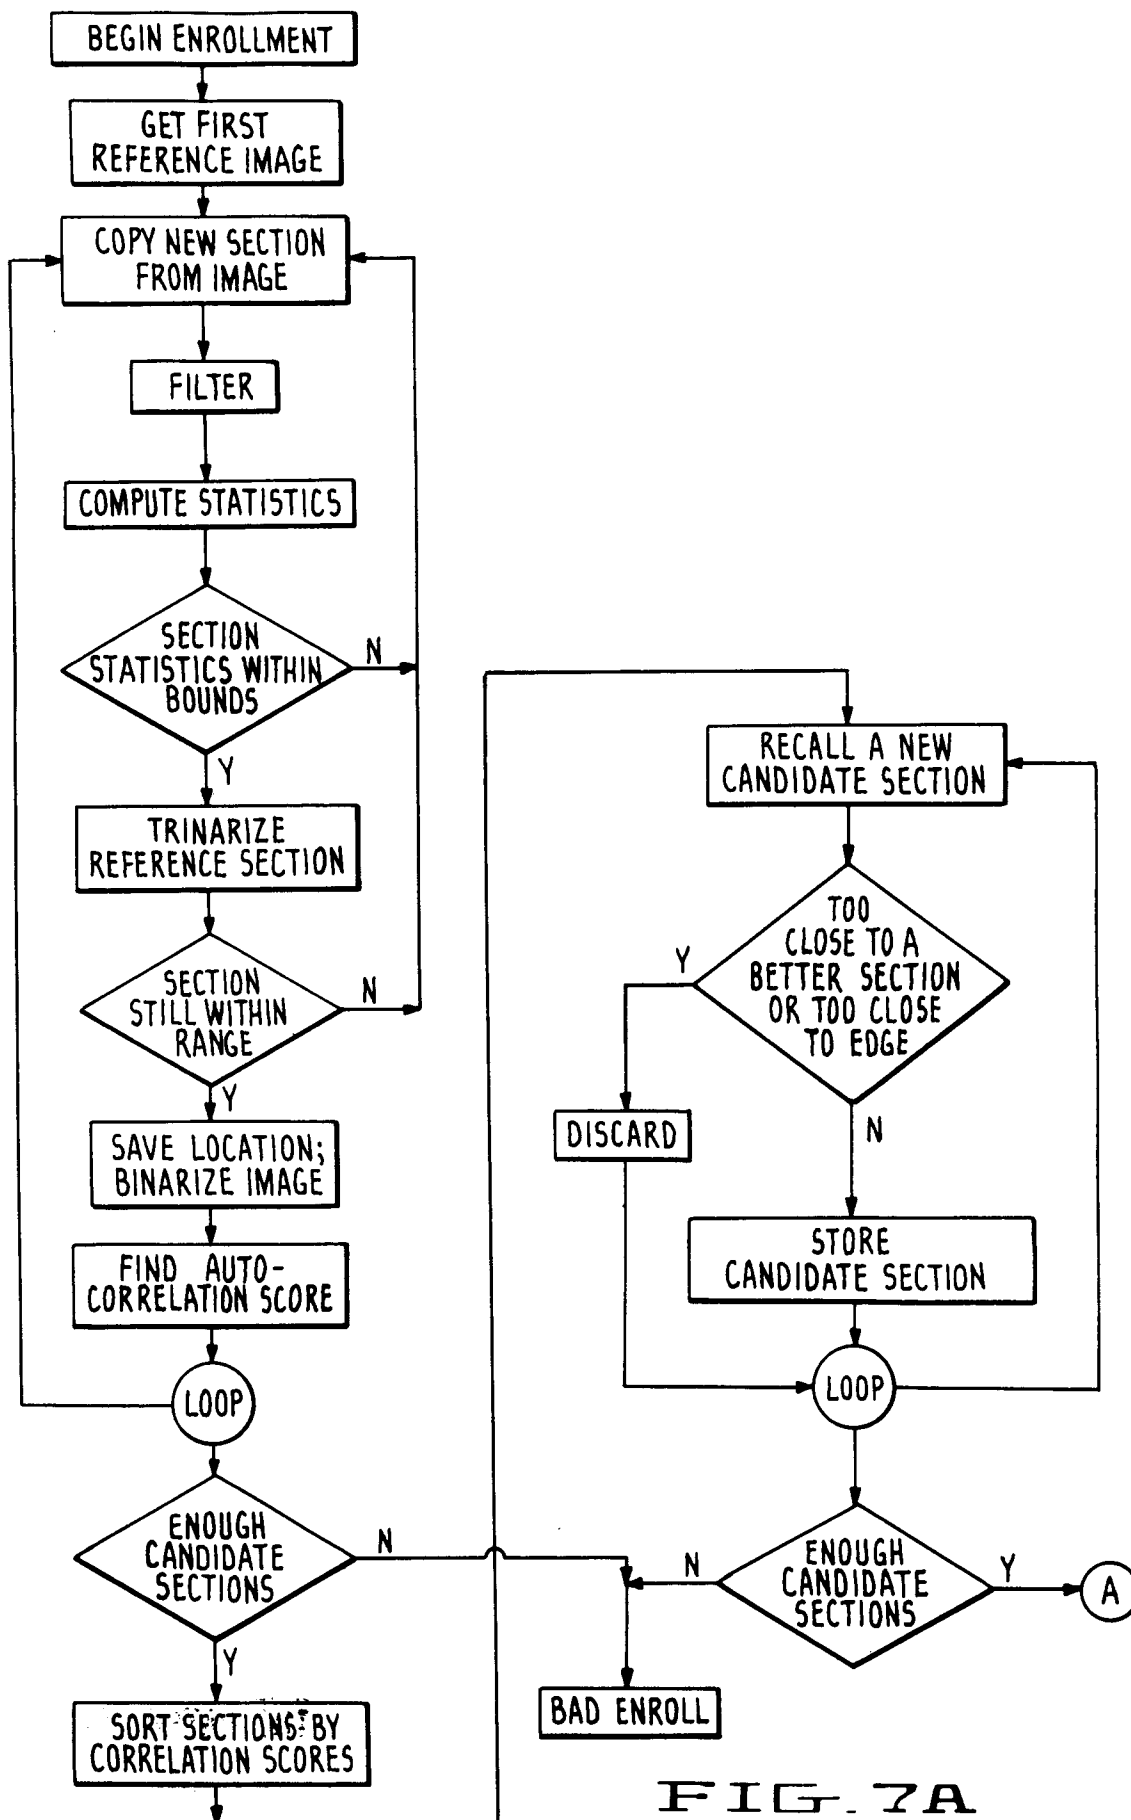 BEGIN ENROLLMENT
GET FIRST
REFERENCE IMAGE
COPY NEW SECTION
FROM IMAGE
FILTER
COMPUTE STATISTICS
SECTION
STATISTICS WITHIN
BOUNDS
N
Y
TRINARIZE
REFERENCE SECTION
SECTION
STILL WITHIN
RANGE
N
Y
SAVE LOCATION;
BINARIZE IMAGE
FIND AUTO-
CORRELATION SCORE
LOOP
ENOUGH
CANDIDATE
SECTIONS
N
Y
SORT SECTIONS BY
CORRELATION SCORES
RECALL A NEW
CANDIDATE SECTION
TOO
CLOSE TO A
BETTER SECTION
OR TOO CLOSE
TO EDGE
Y
N
DISCARD
STORE
CANDIDATE SECTION
LOOP
ENOUGH
CANDIDATE
SECTIONS
N
Y
A
BAD ENROLL
FIG. 7A